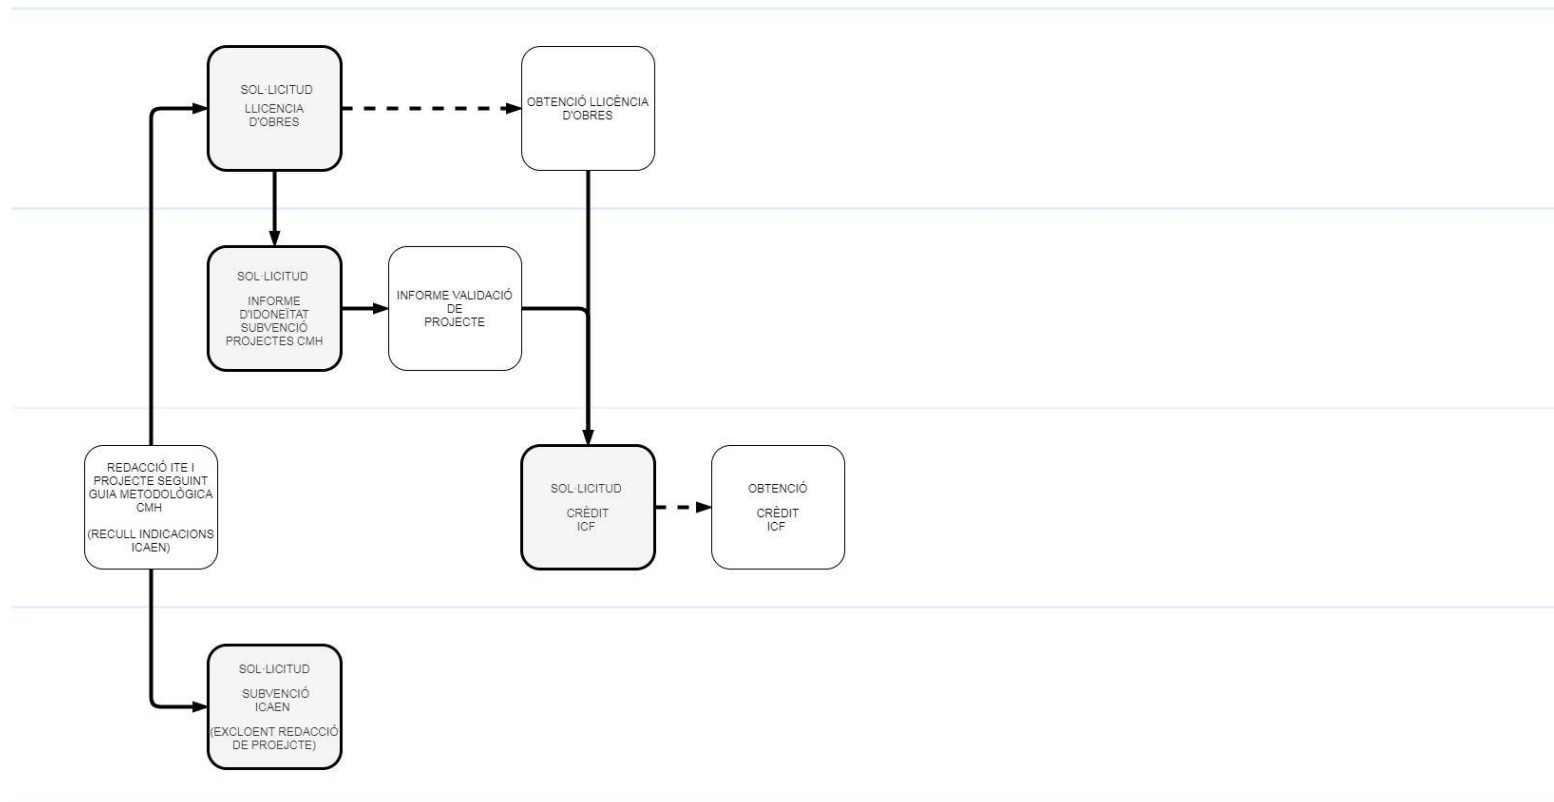 SOL·LICITUD
LLICENCIA
D'OBRES
OBTENCIÓ LLICÈNCIA
D'OBRES
SOL·LICITUD
INFORME
D'IDONEÏTAT
SUBVENCIÓ
PROJECTES CMH
INFORME VALIDACIÓ
DE
PROJECTE
REDACCIÓ ITE I
PROJECTE SEGUINT
GUIA METODOLÒGICA
CMH
(RECULL INDICACIONS
ICAEN)
SOL·LICITUD
CRÈDIT
ICF
OBTENCIÓ
CRÈDIT
ICF
SOL·LICITUD
SUBVENCIÓ
ICAEN
(EXCLOENT REDACCIÓ
DE PROEJCTE)